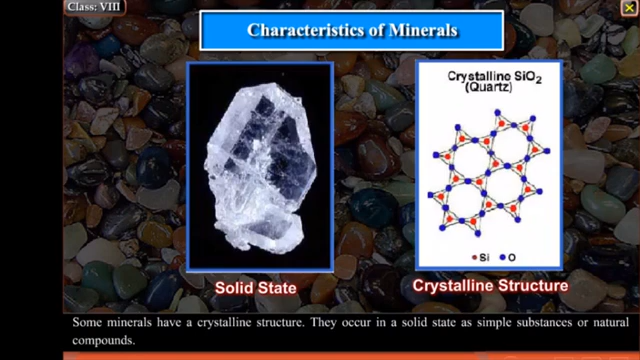 Class: VIII
Characteristics of Minerals
Crystalline SiO₂
(Quartz)
Si O
Solid State
Crystalline Structure
Some minerals have a crystalline structure. They occur in a solid state as simple substances or natural
compounds.